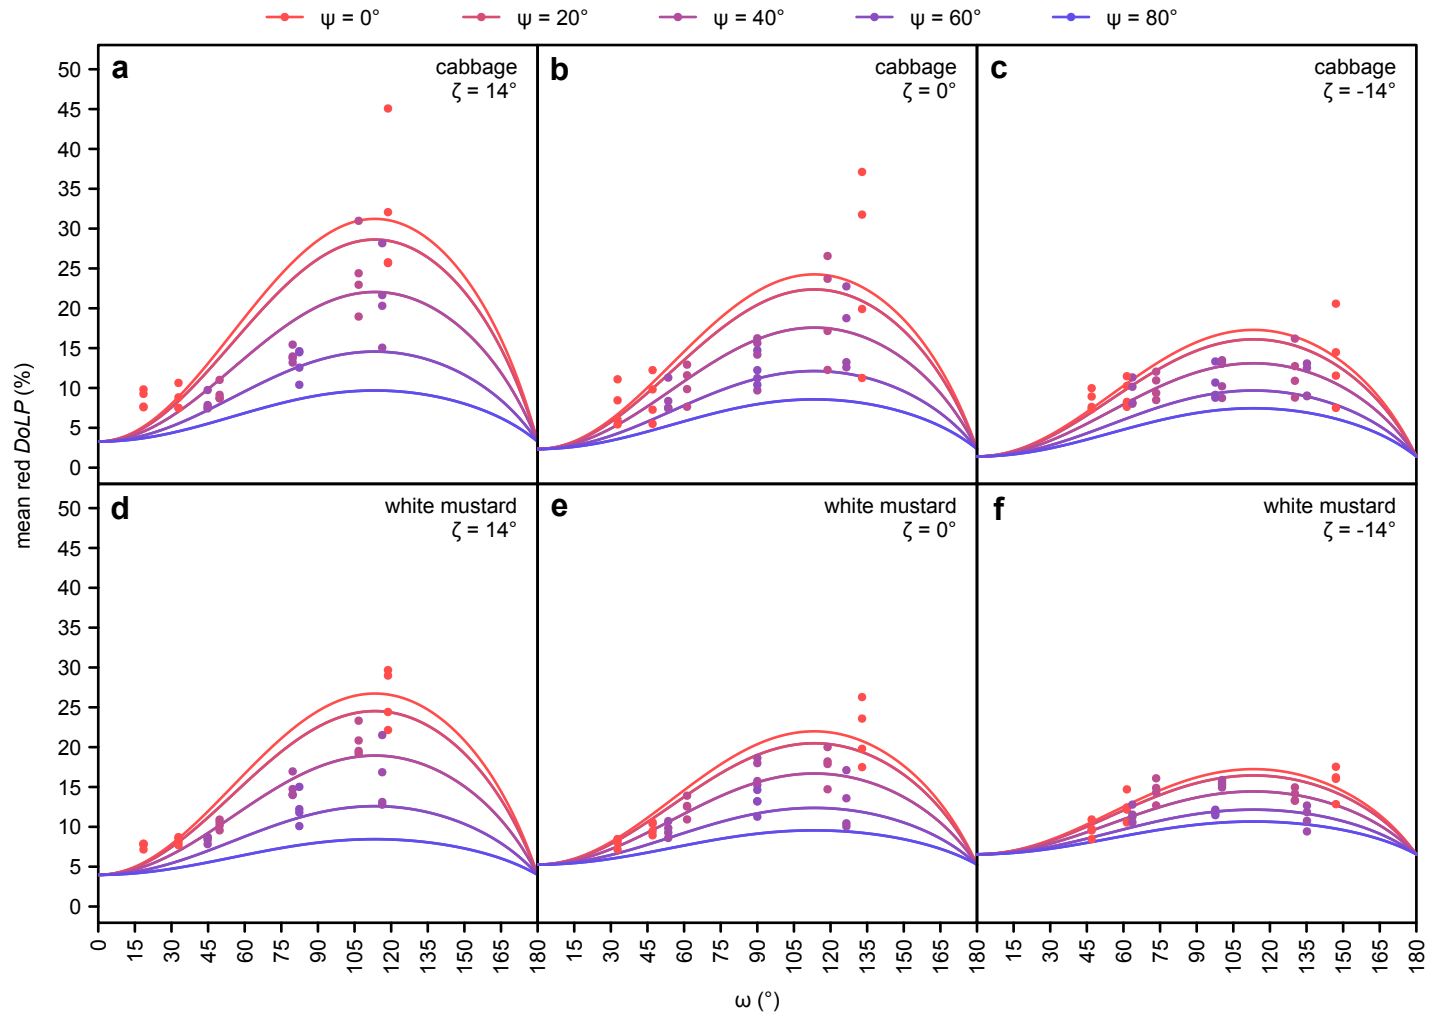 ψ = 0° ψ = 20° ψ = 40° ψ = 60° ψ = 80°
a cabbage
ζ = 14°
b cabbage
ζ = 0°
c cabbage
ζ = -14°
50
45
40
35
30
25
20
15
10
5
0
mean red DoLP (%)
d white mustard
ζ = 14°
e white mustard
ζ = 0°
f white mustard
ζ = -14°
50
45
40
35
30
25
20
15
10
5
0
0 15 30 45 60 75 90 105 120 135 150 165 180 15 30 45 60 75 90 105 120 135 150 165 180 15 30 45 60 75 90 105 120 135 150 165 180
ω (°)